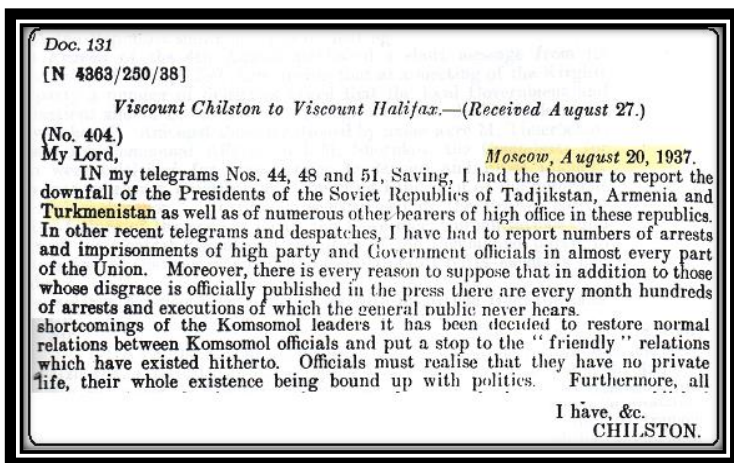 Doc. 131
[N 4363/250/38]
Viscount Chilston to Viscount Halifax.—(Received August 27.)
(No. 404.)
My Lord, Moscow, August 20, 1937.
IN my telegrams Nos. 44, 48 and 51, Saving, I had the honour to report the
downfall of the Presidents of the Soviet Republics of Tadjikstan, Armenia and
Turkmenistan as well as of numerous other bearers of high office in these republics.
In other recent telegrams and despatches, I have had to report numbers of arrests
and imprisonments of high party and Government officials in almost every part
of the Union. Moreover, there is every reason to suppose that in addition to those
whose disgrace is officially published in the press there are every month hundreds
of arrests and executions of which the general public never hears.
shortcomings of the Komsomol leaders it has been decided to restore normal
relations between Komsomol officials and put a stop to the " friendly " relations
which have existed hitherto. Officials must realise that they have no private
life, their whole existence being bound up with politics. Furthermore, all
I have, &c.
CHILSTON.